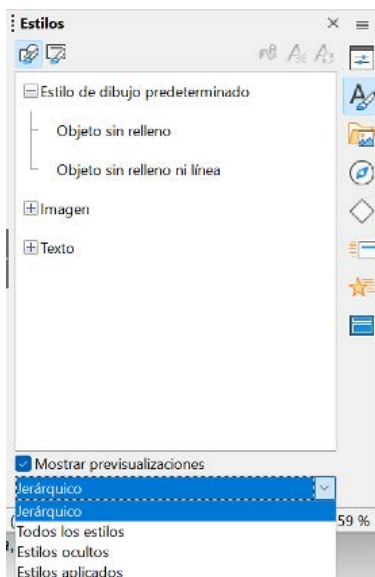 Estilos
Estilo de dibujo predeterminado
Objeto sin relleno
Objeto sin relleno ni línea
Imagen
Texto
Mostrar previsualizaciones
Jerárquico
Jerárquico
59 %
Todos los estilos
Estilos ocultos
Estilos aplicados